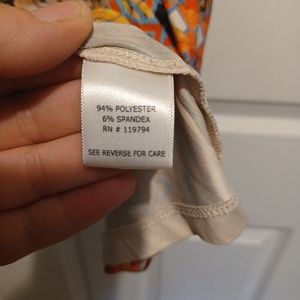 94% POLYESTER
6% SPANDEX
RN # 119794
SEE REVERSE FOR CARE